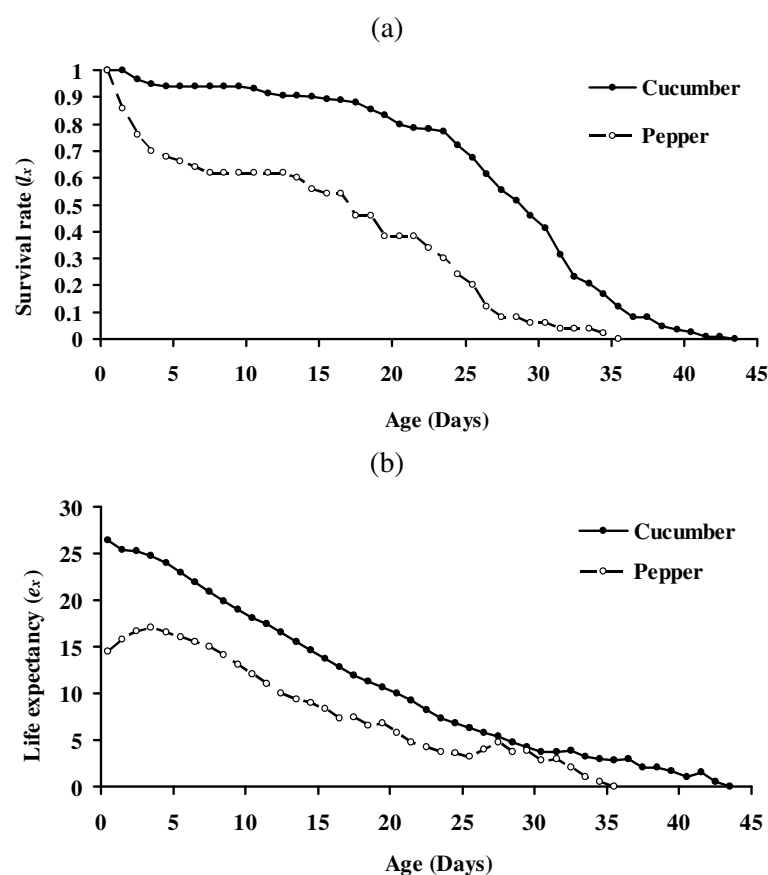 (a)
Survival rate (lx)
1
0.9
0.8
0.7
0.6
0.5
0.4
0.3
0.2
0.1
0
Cucumber
Pepper
0 5 10 15 20 25 30 35 40 45
Age (Days)
(b)
Life expectancy (ex)
30
25
20
15
10
5
0
Cucumber
Pepper
0 5 10 15 20 25 30 35 40 45
Age (Days)